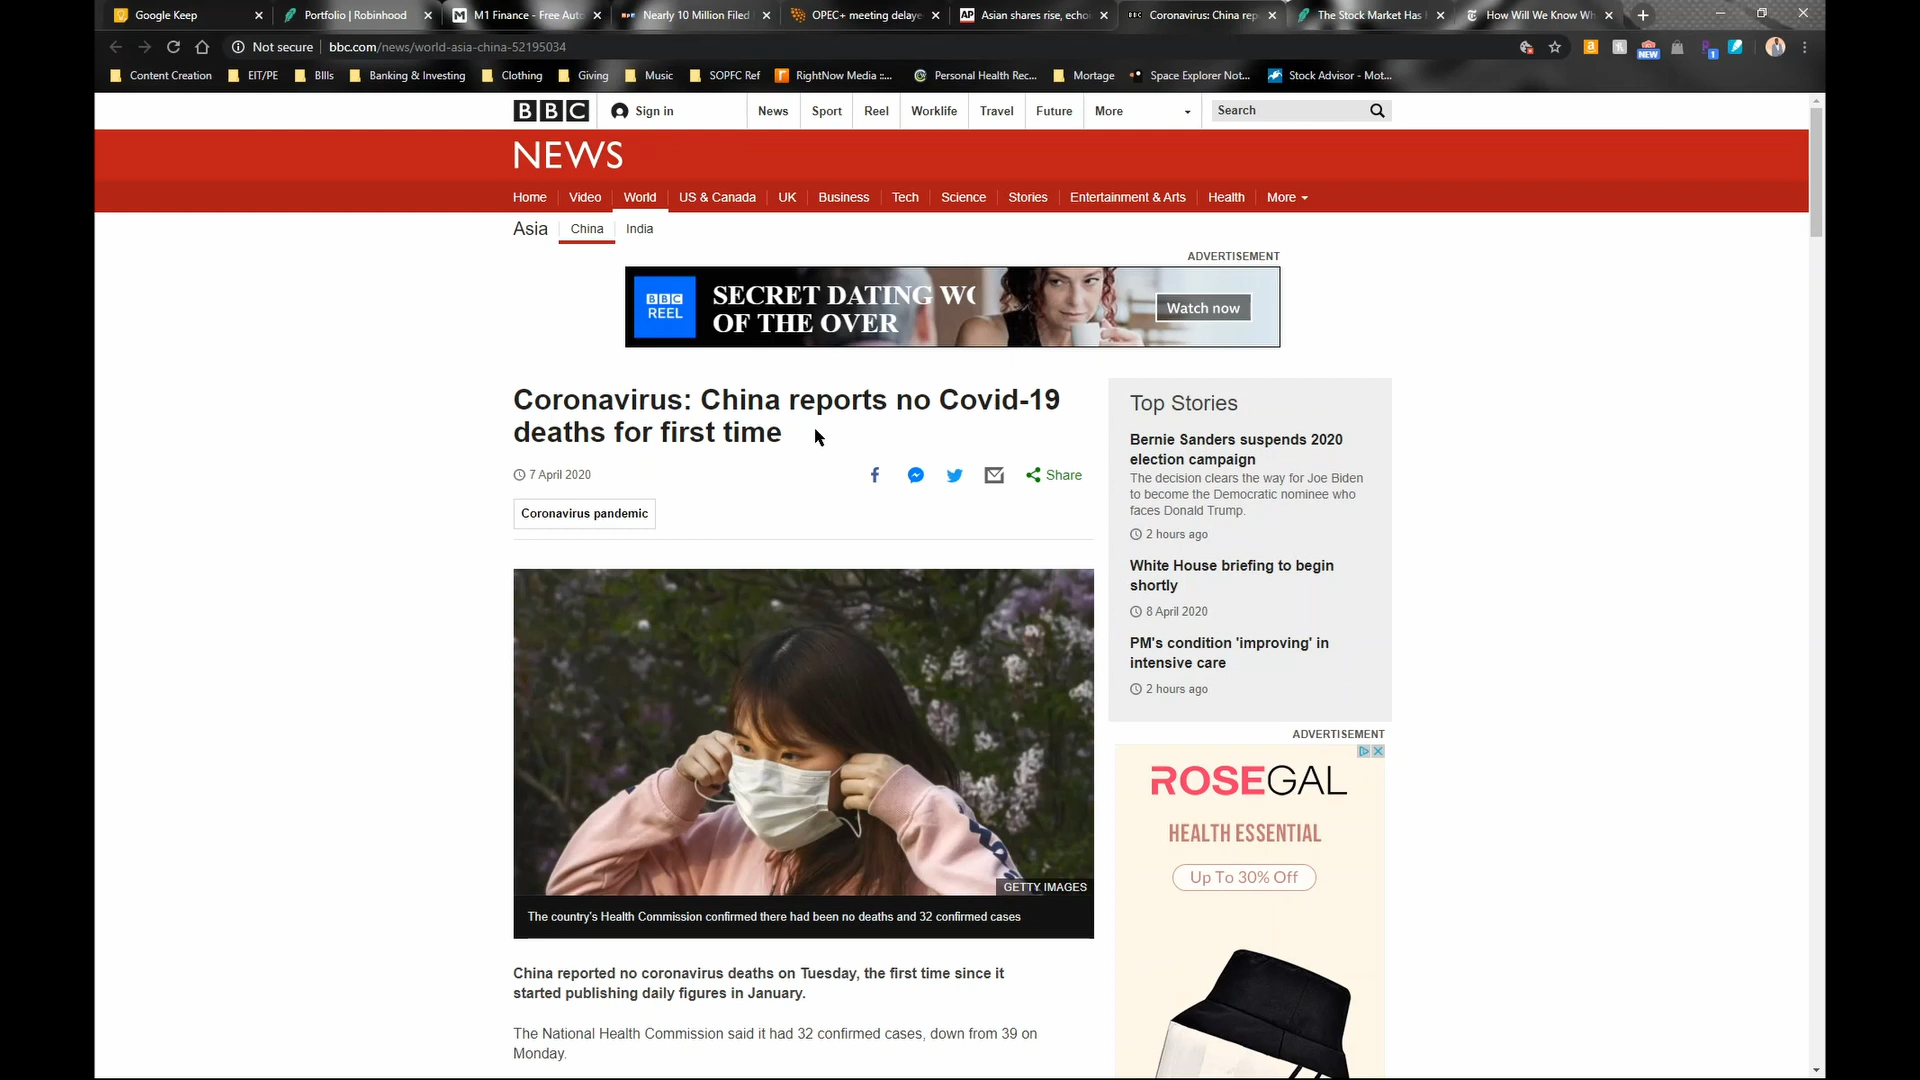 Google Keep
Portfolio | Robinhood
M1 Finance - Free Auto
Nearly 10 Million Filed
OPEC+ meeting delaye
AP Asian shares rise, echo
BBC Coronavirus: China rep
The Stock Market Has
How Will We Know Wh
Not secure | bbc.com/news/world-asia-china-52195034
NEW
1
Content Creation
EIT/PE
BIlls
Banking & Investing
Clothing
Giving
Music
SOPFC Ref
RightNow Media ::...
Personal Health Rec...
Mortage
Space Explorer Not...
Stock Advisor - Mot...
BBC
Sign in
News
Sport
Reel
Worklife
Travel
Future
More
Search
NEWS
Home
Video
World
US & Canada
UK
Business
Tech
Science
Stories
Entertainment & Arts
Health
More
Asia
China
India
ADVERTISEMENT
BBC
REEL
SECRET DATING WO
OF THE OVER
Watch now
Coronavirus: China reports no Covid-19
deaths for first time
7 April 2020
Share
Coronavirus pandemic
GETTY IMAGES
The country's Health Commission confirmed there had been no deaths and 32 confirmed cases
China reported no coronavirus deaths on Tuesday, the first time since it
started publishing daily figures in January.
The National Health Commission said it had 32 confirmed cases, down from 39 on
Monday.
Top Stories
Bernie Sanders suspends 2020
election campaign
The decision clears the way for Joe Biden
to become the Democratic nominee who
faces Donald Trump.
2 hours ago
White House briefing to begin
shortly
8 April 2020
PM's condition 'improving' in
intensive care
2 hours ago
ADVERTISEMENT
ROSEGAL
HEALTH ESSENTIAL
Up To 30% Off